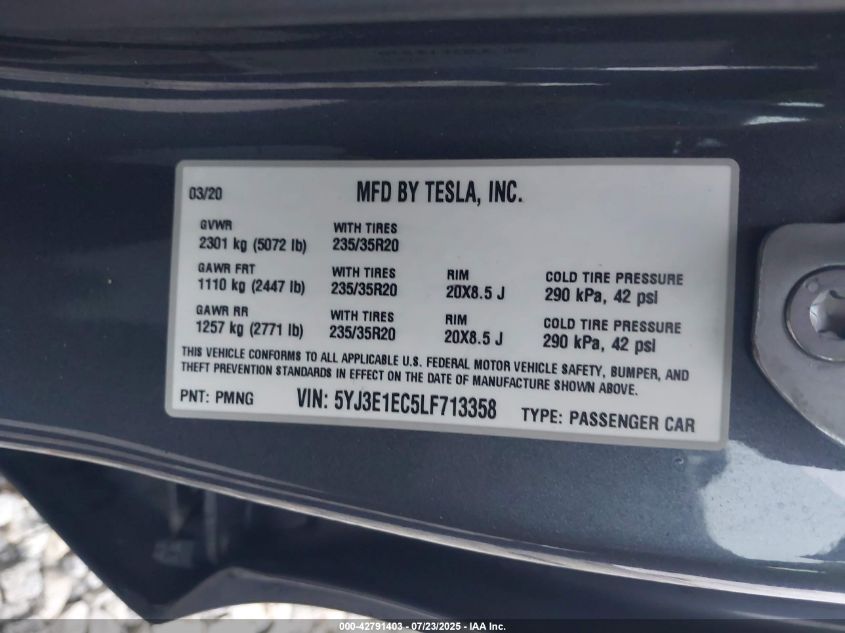 03/20 MFD BY TESLA, INC.
GVWR WITH TIRES
2301 kg (5072 lb) 235/35R20
GAWR FRT WITH TIRES RIM COLD TIRE PRESSURE
1110 kg (2447 lb) 235/35R20 20X8.5 J 290 kPa, 42 psi
GAWR RR WITH TIRES RIM COLD TIRE PRESSURE
1257 kg (2771 lb) 235/35R20 20X8.5 J 290 kPa, 42 psi
THIS VEHICLE CONFORMS TO ALL APPLICABLE U.S. FEDERAL MOTOR VEHICLE SAFETY, BUMPER, AND
THEFT PREVENTION STANDARDS IN EFFECT ON THE DATE OF MANUFACTURE SHOWN ABOVE.
PNT: PMNG VIN: 5YJ3E1EC5LF713358 TYPE: PASSENGER CAR
000-42791403 - 07/23/2025 - IAA Inc.